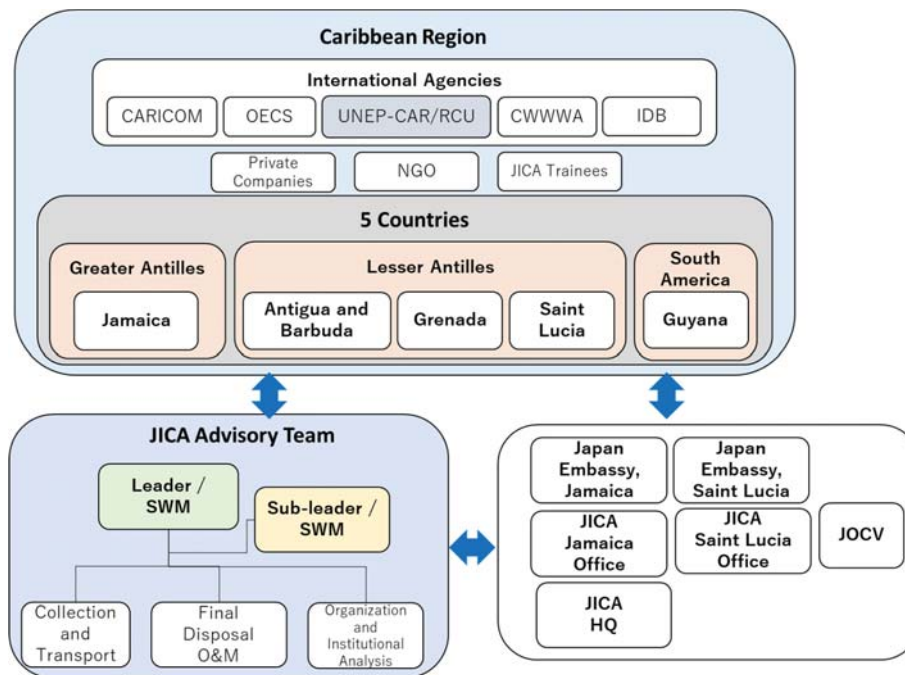 Caribbean Region
International Agencies
CARICOM
OECS
UNEP-CAR/RCU
CWWWA
IDB
Private
Companies
NGO
JICA Trainees
5 Countries
Greater Antilles
Jamaica
Lesser Antilles
Antigua and
Barbuda
Grenada
Saint
Lucia
South
America
Guyana
JICA Advisory Team
Leader /
SWM
Sub-leader /
SWM
Collection
and
Transport
Final
Disposal
O&M
Organization
and
Institutional
Analysis
Japan
Embassy,
Jamaica
Japan
Embassy,
Saint Lucia
JICA
Jamaica
Office
JICA
Saint Lucia
Office
JOCV
JICA
HQ